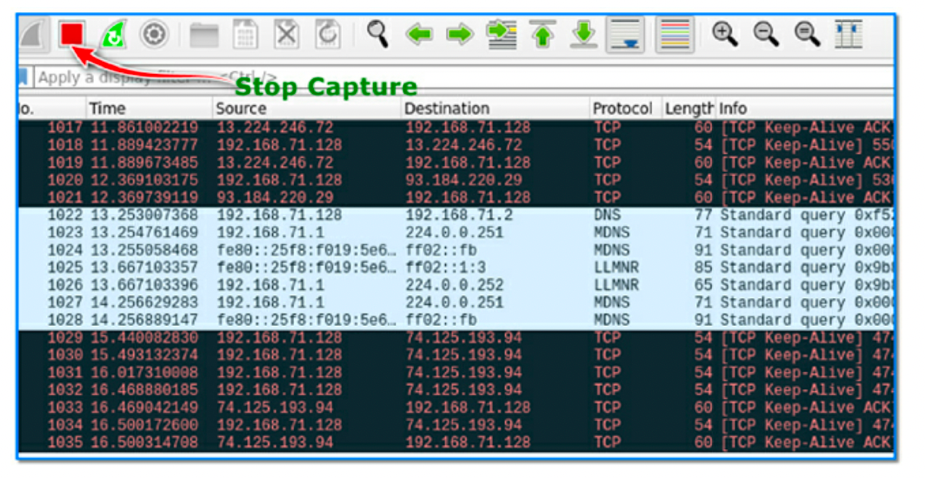 Apply a display filter ... <Ctrl-/>
Stop Capture
No. Time Source Destination Protocol Length Info
1017 11.861002219 13.224.246.72 192.168.71.128 TCP 60 [TCP Keep-Alive ACK
1018 11.889423777 192.168.71.128 13.224.246.72 TCP 54 [TCP Keep-Alive] 550
1019 11.889673485 13.224.246.72 192.168.71.128 TCP 60 [TCP Keep-Alive ACK
1020 12.369103175 192.168.71.128 93.184.220.29 TCP 54 [TCP Keep-Alive] 530
1021 12.369739119 93.184.220.29 192.168.71.128 TCP 60 [TCP Keep-Alive ACK
1022 13.253007368 192.168.71.128 192.168.71.2 DNS 77 Standard query 0xf52
1023 13.254761469 192.168.71.1 224.0.0.251 MDNS 71 Standard query 0x000
1024 13.255058468 fe80::25f8:f019:5e6… ff02::fb MDNS 91 Standard query 0x000
1025 13.667103357 fe80::25f8:f019:5e6… ff02::1:3 LLMNR 85 Standard query 0x9b8
1026 13.667103396 192.168.71.1 224.0.0.252 LLMNR 65 Standard query 0x9b8
1027 14.256629283 192.168.71.1 224.0.0.251 MDNS 71 Standard query 0x000
1028 14.256889147 fe80::25f8:f019:5e6… ff02::fb MDNS 91 Standard query 0x000
1029 15.440082830 192.168.71.128 74.125.193.94 TCP 54 [TCP Keep-Alive] 474
1030 15.493132374 192.168.71.128 74.125.193.94 TCP 54 [TCP Keep-Alive] 474
1031 16.017310008 192.168.71.128 74.125.193.94 TCP 54 [TCP Keep-Alive] 474
1032 16.468880185 192.168.71.128 74.125.193.94 TCP 54 [TCP Keep-Alive] 474
1033 16.469042149 74.125.193.94 192.168.71.128 TCP 60 [TCP Keep-Alive ACK
1034 16.500172600 192.168.71.128 74.125.193.94 TCP 54 [TCP Keep-Alive] 474
1035 16.500314708 74.125.193.94 192.168.71.128 TCP 60 [TCP Keep-Alive ACK